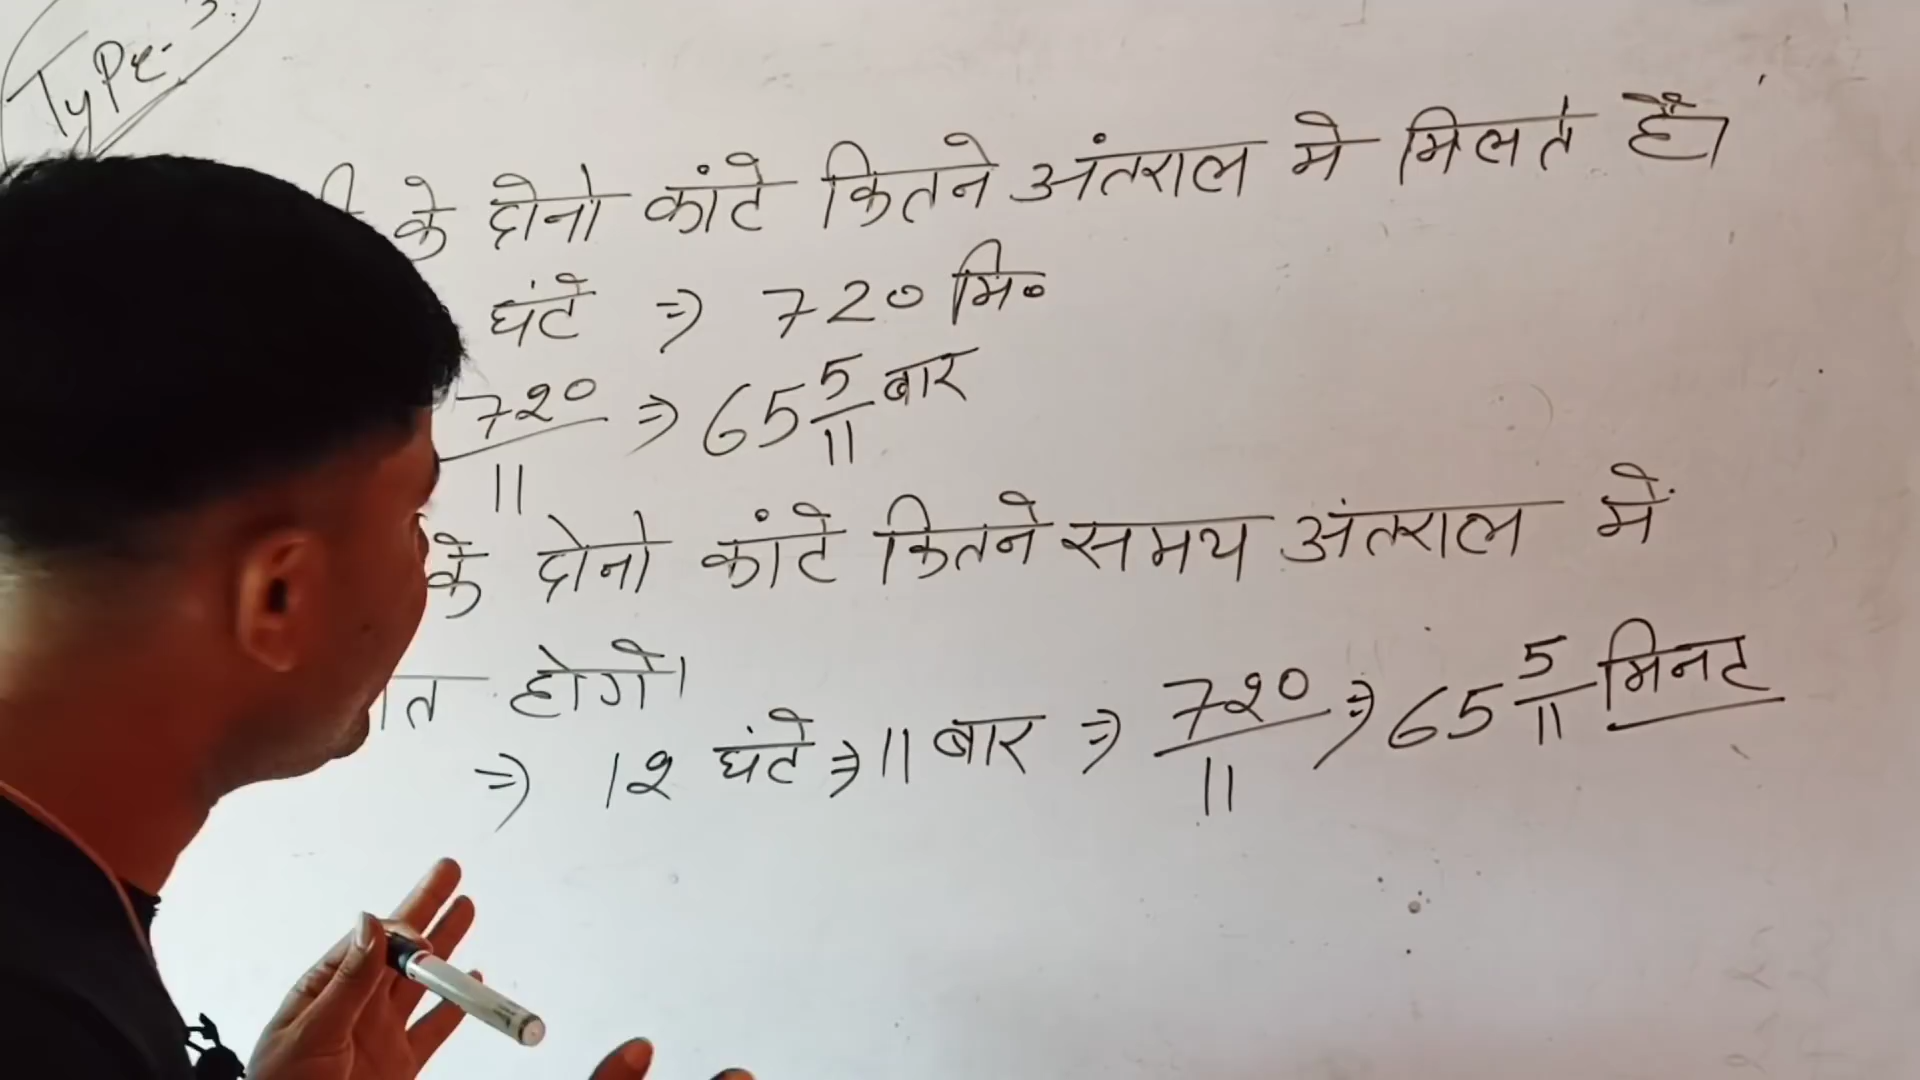 Type-
के दोनो कांटे कितने अंतराल मे मिलते हैं।
घंटे ⇒ 720 मि०
720/11 ⇒ 65 5/11 बार
के दोनो कांटे कितने समय अंतराल में
होगे।
⇒ 12 घंटे ⇒ 11 बार ⇒ 720/11 ⇒ 65 5/11 मिनट